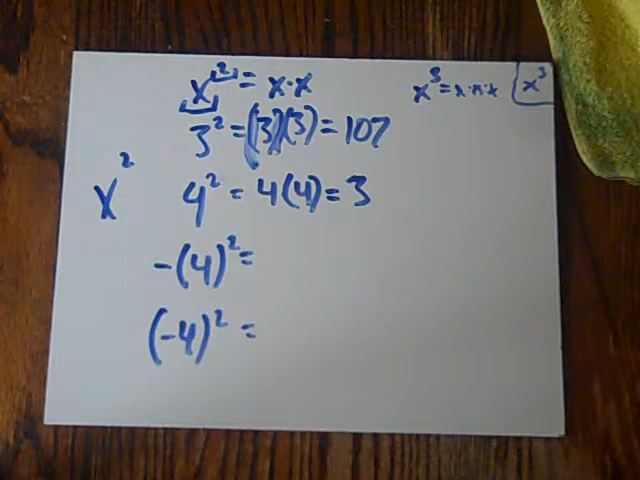 x² = x·x
x³ = x·x·x
x³
3² = (3)(3) = 107
x²
4² = 4(4) = 3
-(4)² =
(-4)² =